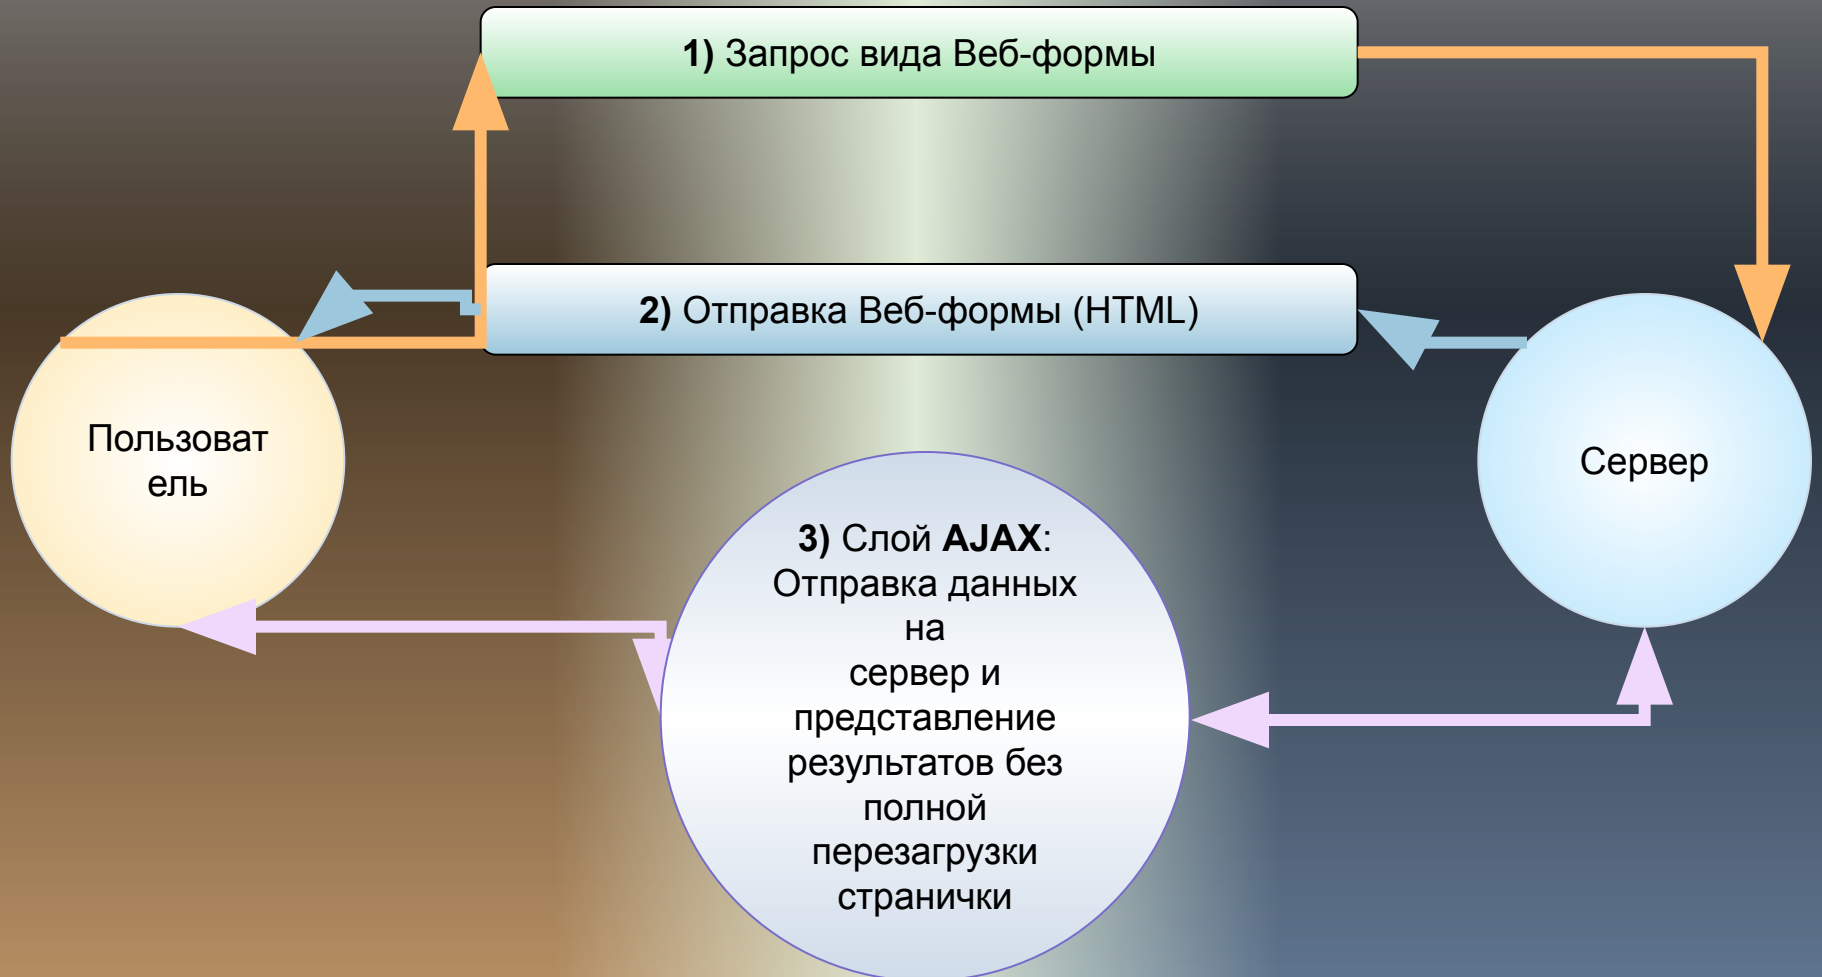 1) Запрос вида Веб-формы
2) Отправка Веб-формы (HTML)
Пользоват
ель
Сервер
3) Слой AJAX:
Отправка данных
на
сервер и
представление
результатов без
полной
перезагрузки
странички